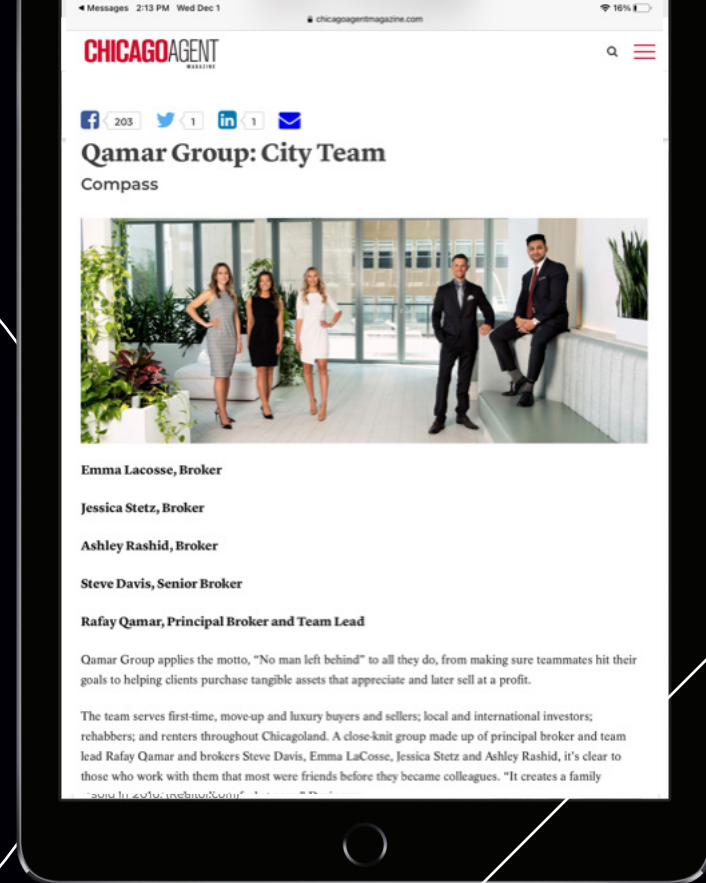 Messages 2:13 PM Wed Dec 1
16%
chicagoagentmagazine.com
CHICAGOAGENT
MAGAZINE
203
1
in
1
Qamar Group: City Team
Compass
Emma Lacosse, Broker
Jessica Stetz, Broker
Ashley Rashid, Broker
Steve Davis, Senior Broker
Rafay Qamar, Principal Broker and Team Lead
Qamar Group applies the motto, “No man left behind” to all they do, from making sure teammates hit their
goals to helping clients purchase tangible assets that appreciate and later sell at a profit.
The team serves first-time, move-up and luxury buyers and sellers; local and international investors;
rehabbers; and renters throughout Chicagoland. A close-knit group made up of principal broker and team
lead Rafay Qamar and brokers Steve Davis, Emma LaCosse, Jessica Stetz and Ashley Rashid, it’s clear to
those who work with them that most were friends before they became colleagues. “It creates a family